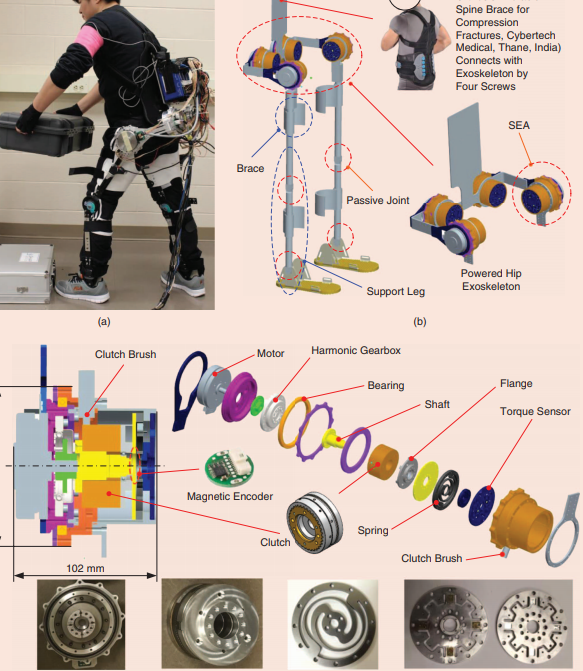 Spine Brace for
Compression
Fractures, Cybertech
Medical, Thane, India)
Connects with
Exoskeleton by
Four Screws
SEA
Brace
Passive Joint
Powered Hip
Exoskeleton
Support Leg
(a)
(b)
Clutch Brush
Motor
Harmonic Gearbox
Bearing
Flange
Shaft
Torque Sensor
Magnetic Encoder
Clutch
Spring
Clutch Brush
102 mm